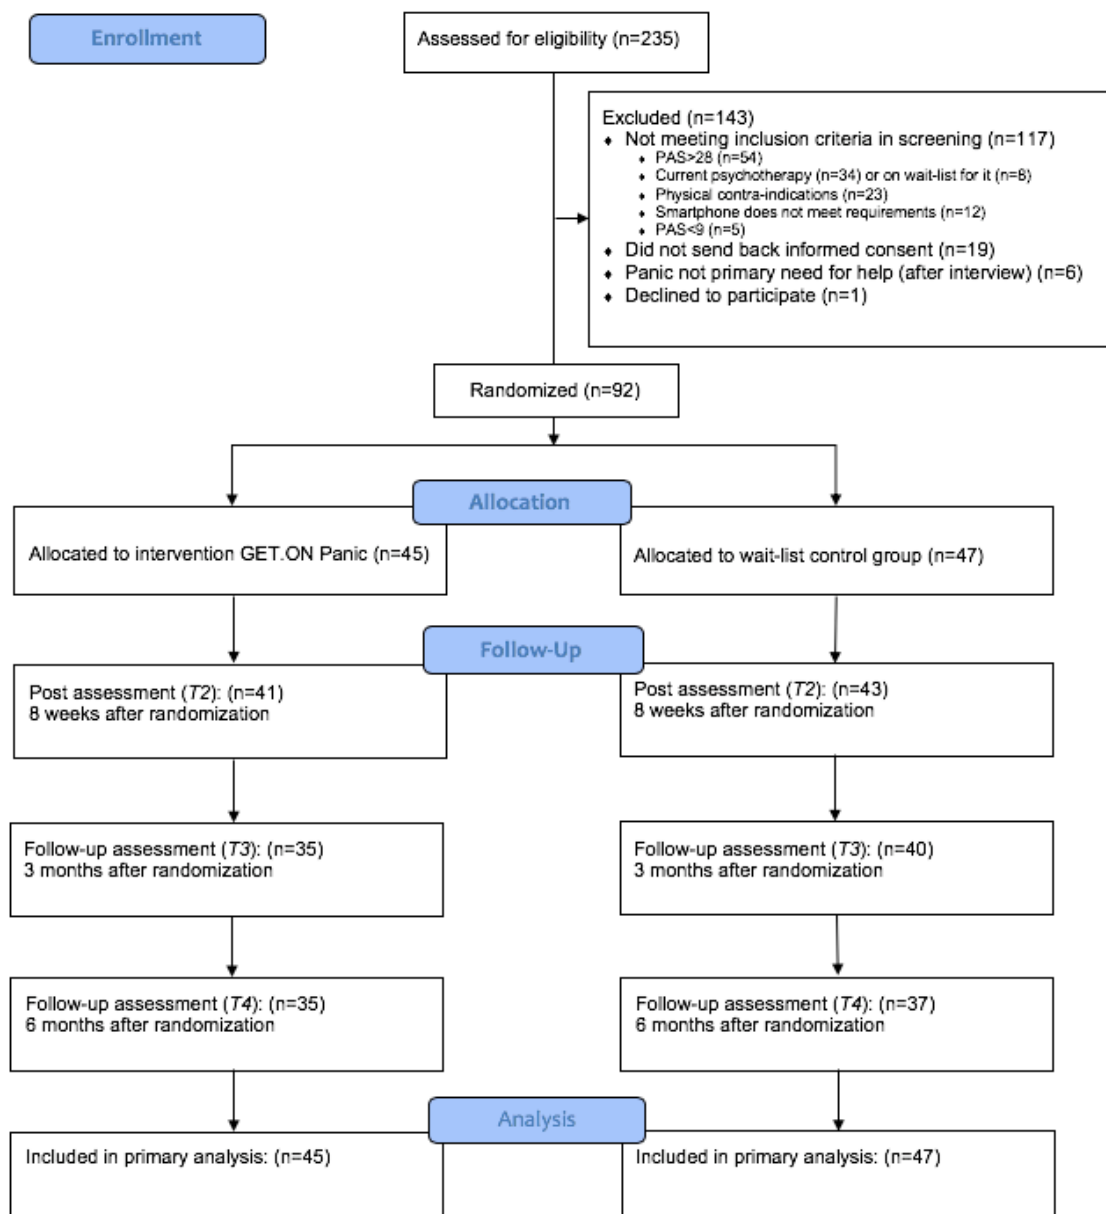 Enrollment
Assessed for eligibility (n=235)
Excluded (n=143)
♦ Not meeting inclusion criteria in screening (n=117)
♦ PAS>28 (n=54)
♦ Current psychotherapy (n=34) or on wait-list for it (n=8)
♦ Physical contra-indications (n=23)
♦ Smartphone does not meet requirements (n=12)
♦ PAS<9 (n=5)
♦ Did not send back informed consent (n=19)
♦ Panic not primary need for help (after interview) (n=6)
♦ Declined to participate (n=1)
Randomized (n=92)
Allocation
Allocated to intervention GET.ON Panic (n=45)
Allocated to wait-list control group (n=47)
Follow-Up
Post assessment (T2): (n=41)
8 weeks after randomization
Post assessment (T2): (n=43)
8 weeks after randomization
Follow-up assessment (T3): (n=35)
3 months after randomization
Follow-up assessment (T3): (n=40)
3 months after randomization
Follow-up assessment (T4): (n=35)
6 months after randomization
Follow-up assessment (T4): (n=37)
6 months after randomization
Analysis
Included in primary analysis: (n=45)
Included in primary analysis: (n=47)